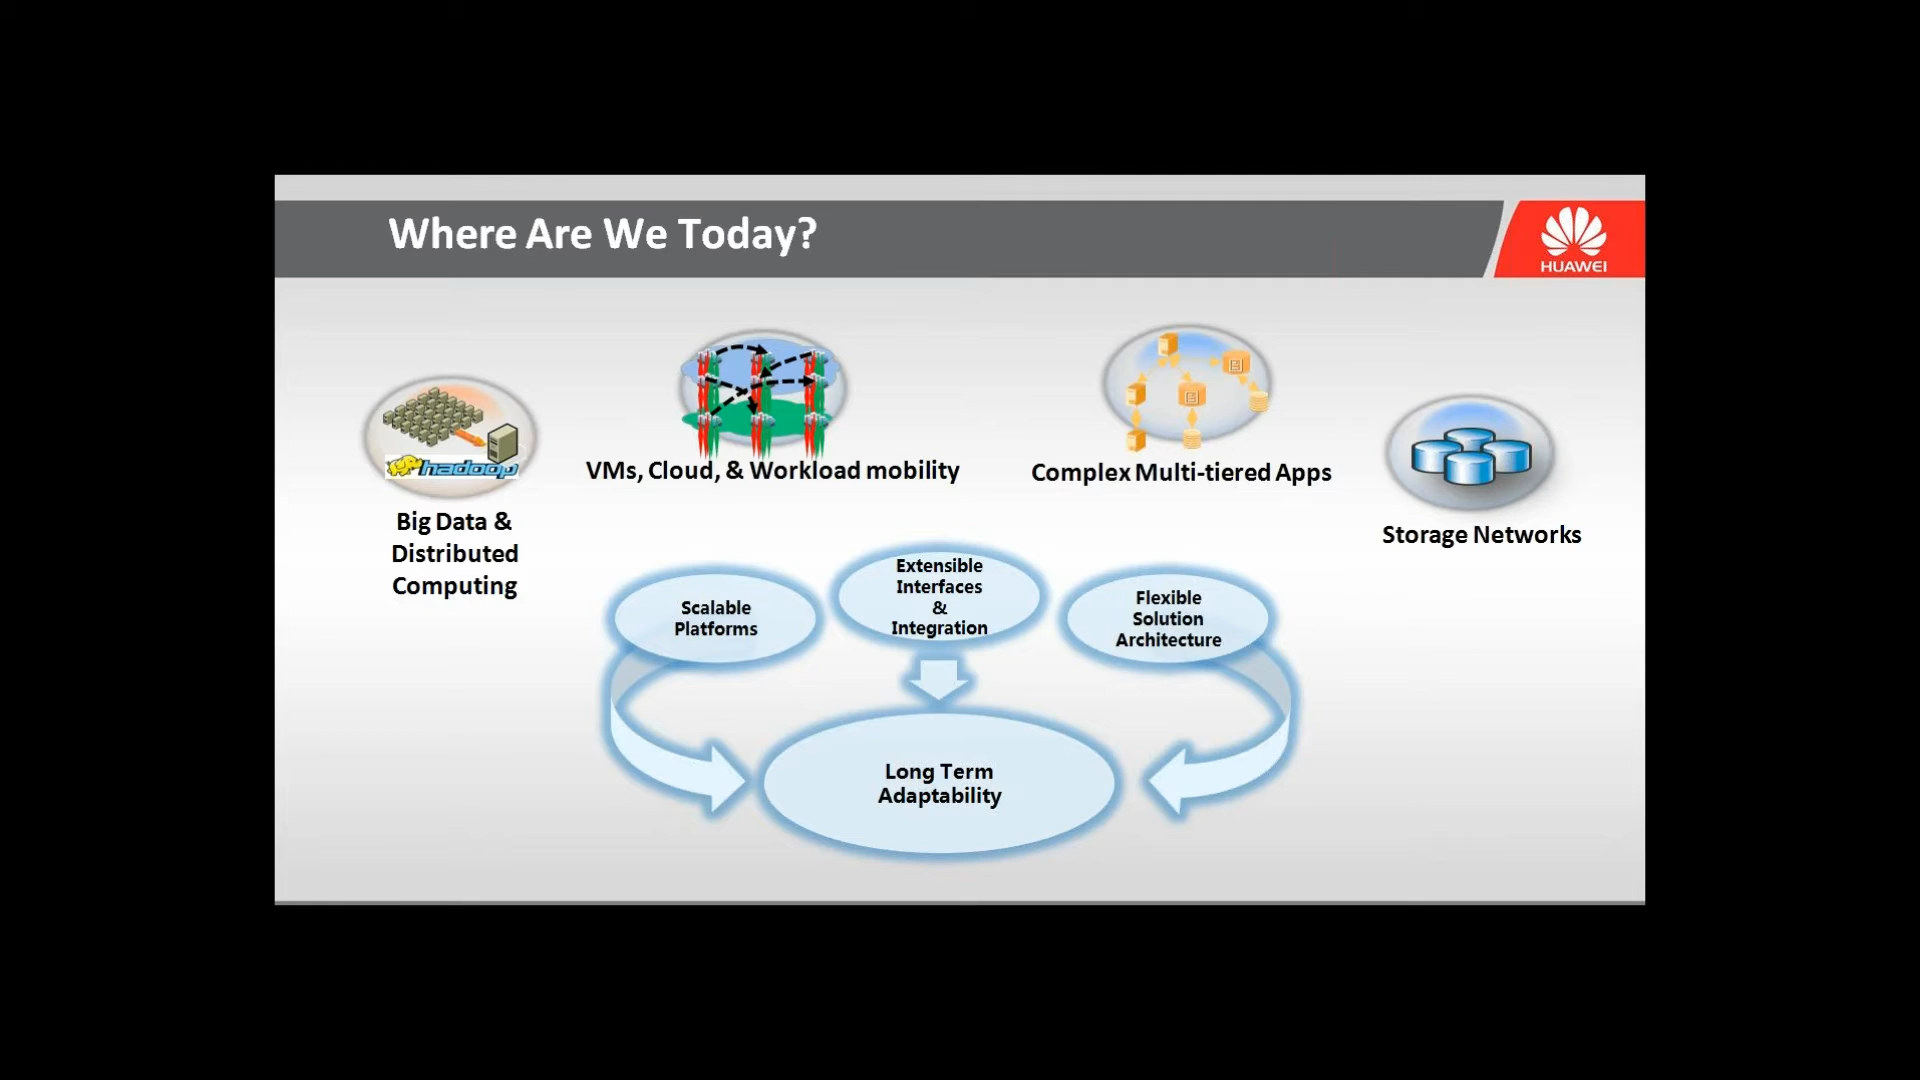 Where Are We Today?
HUAWEI
hadoop
Big Data &
Distributed
Computing
VMs, Cloud, & Workload mobility
Complex Multi-tiered Apps
Storage Networks
Scalable
Platforms
Extensible
Interfaces
&
Integration
Flexible
Solution
Architecture
Long Term
Adaptability